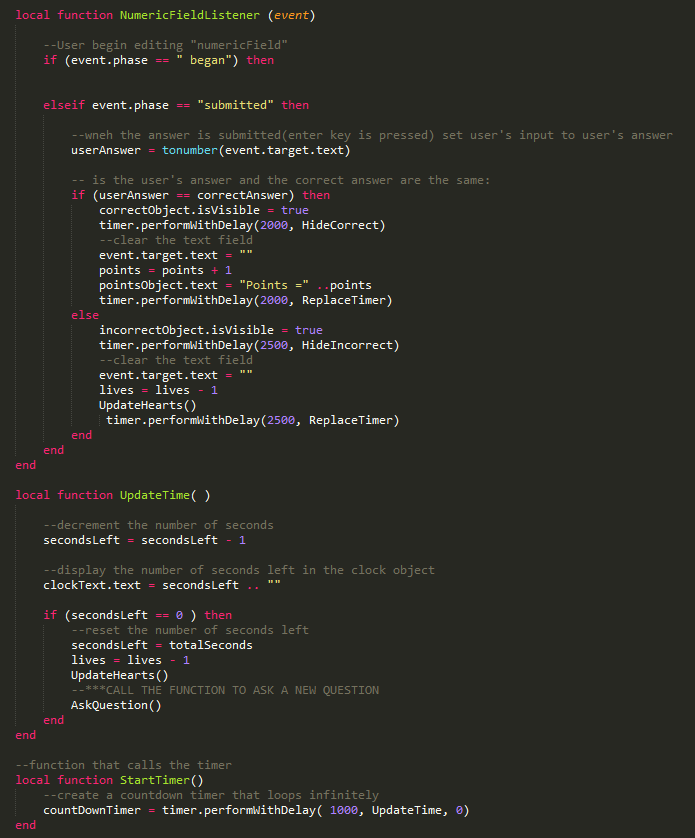 local function NumericFieldListener (event)
--User begin editing "numericField"
if (event.phase == " began") then
elseif event.phase == "submitted" then
--wneh the answer is submitted(enter key is pressed) set user's input to user's answer
userAnswer = tonumber(event.target.text)
-- is the user's answer and the correct answer are the same:
if (userAnswer == correctAnswer) then
correctObject.isVisible = true
timer.performWithDelay(2000, HideCorrect)
--clear the text field
event.target.text = ""
points = points + 1
pointsObject.text = "Points =" ..points
timer.performWithDelay(2000, ReplaceTimer)
else
incorrectObject.isVisible = true
timer.performWithDelay(2500, HideIncorrect)
--clear the text field
event.target.text = ""
lives = lives - 1
UpdateHearts()
timer.performWithDelay(2500, ReplaceTimer)
end
end
end
local function UpdateTime( )
--decrement the number of seconds
secondsLeft = secondsLeft - 1
--display the number of seconds left in the clock object
clockText.text = secondsLeft .. ""
if (secondsLeft == 0 ) then
--reset the number of seconds left
secondsLeft = totalSeconds
lives = lives - 1
UpdateHearts()
--***CALL THE FUNCTION TO ASK A NEW QUESTION
AskQuestion()
end
end
--function that calls the timer
local function StartTimer()
--create a countdown timer that loops infinitely
countDownTimer = timer.performWithDelay( 1000, UpdateTime, 0)
end